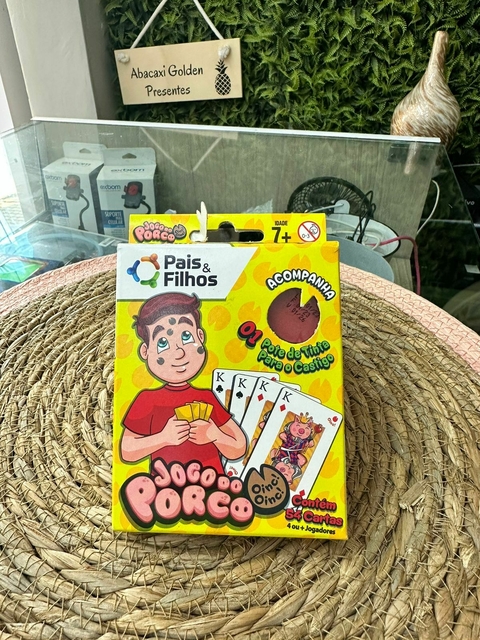 Abacaxi Golden
Presentes
JOGO DO
PORCO
IDADE
7+
Pais &
Filhos
ACOMPANHA
01 Pote de Tinta
Para o Castigo
K
K
K
K
JOGO DO
PORCO
Oinc!
Oinc!
Contém
54 Cartas
4 ou + Jogadores